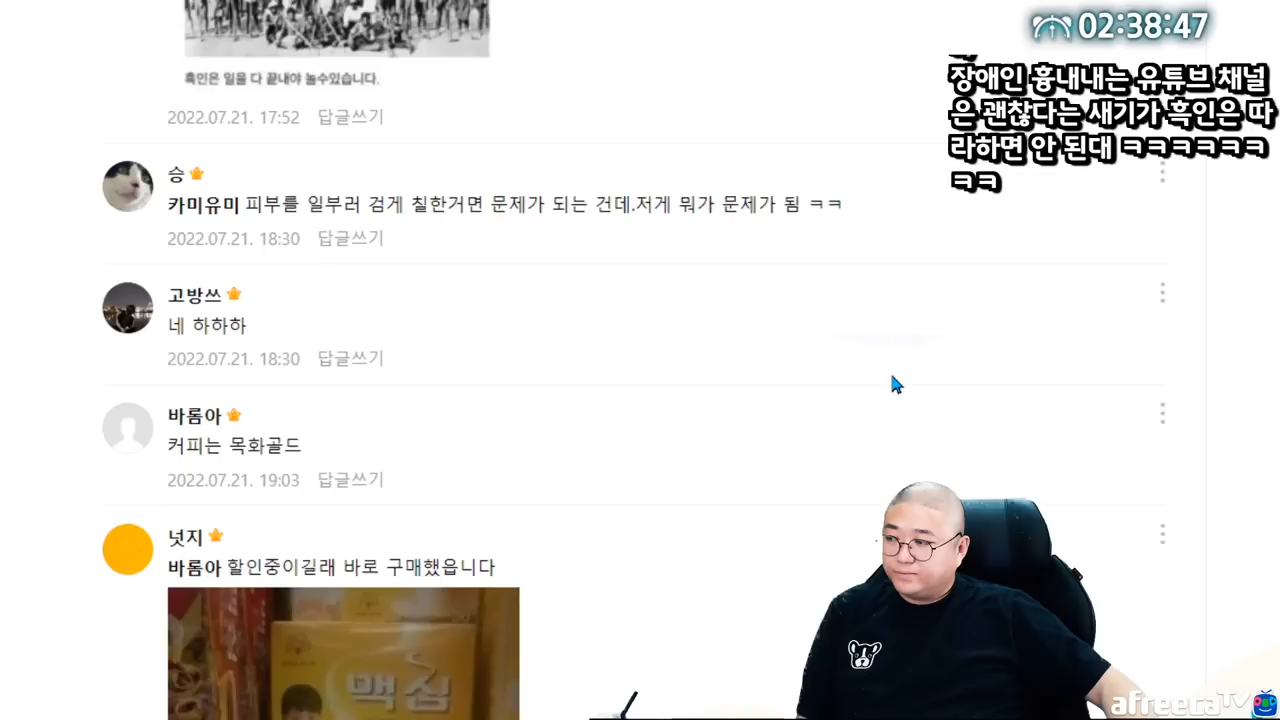 02:38:47
장애인 흉내내는 유튜브 채널
은 괜찮다는 새기가 흑인은 따
라하면 안 된대 ㅋㅋㅋㅋㅋㅋ
ㅋㅋ
흑인은 일을 다 끝내야 놀수있습니다.
2022.07.21. 17:52 답글쓰기
승
카미유미 피부를 일부러 검게 칠한거면 문제가 되는 건데.저게 뭐가 문제가 됨 ㅋㅋ
2022.07.21. 18:30 답글쓰기
고방쓰
네 하하하
2022.07.21. 18:30 답글쓰기
바롬아
커피는 목화골드
2022.07.21. 19:03 답글쓰기
넛지
바롬아 할인중이길래 바로 구매했읍니다
맥심
afreecaTV